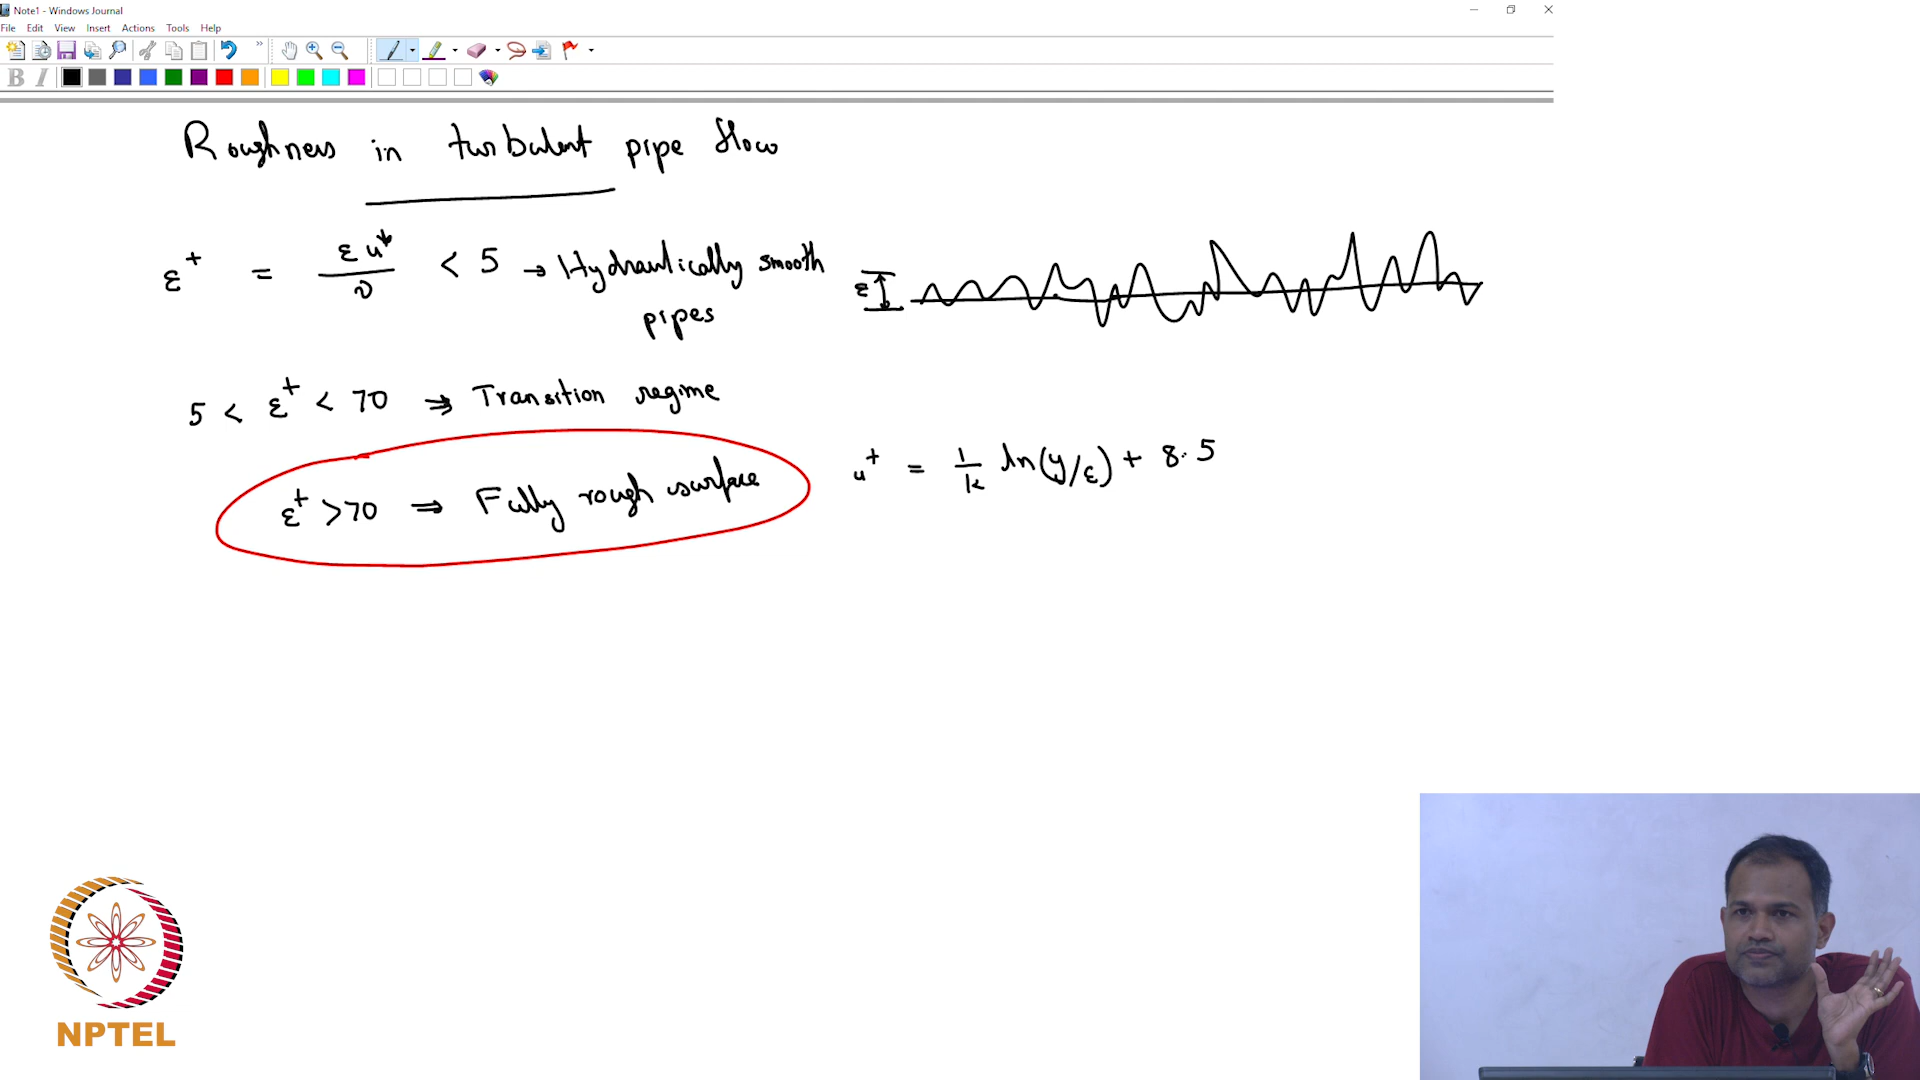 Note1 - Windows Journal
File Edit View Insert Actions Tools Help
B I
Roughness in turbulent pipe flow
ε⁺ = εu*/ν < 5 → Hydraulically smooth
pipes
ε
5 < ε⁺ < 70 ⇒ Transition regime
ε⁺ > 70 ⇒ Fully rough surface
u⁺ = 1/k ln(y/ε) + 8.5
NPTEL